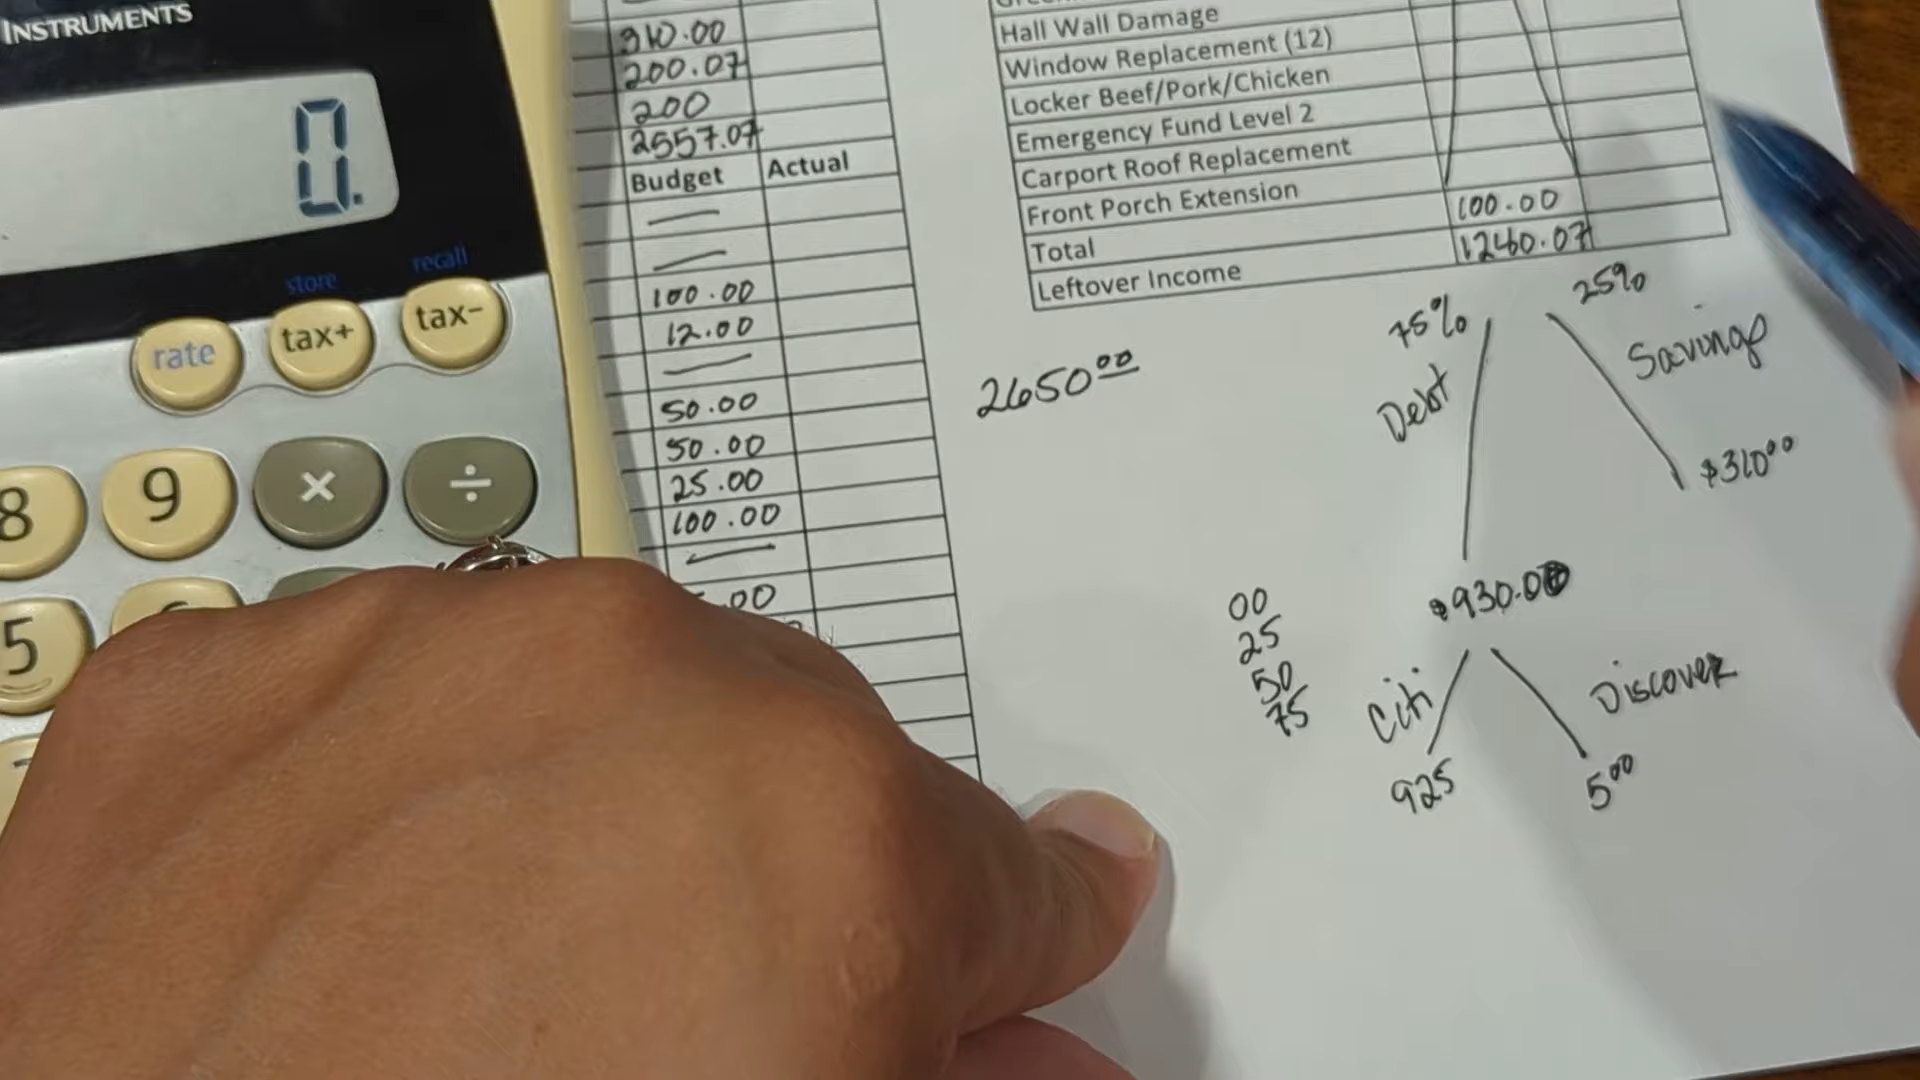 INSTRUMENTS
0.
store
recall
rate
tax+
tax-
8
9
×
÷
5
910.00
200.07
200
2557.07
Budget Actual
100.00
12.00
50.00
50.00
25.00
100.00
.00
Hall Wall Damage
Window Replacement (12)
Locker Beef/Pork/Chicken
Emergency Fund Level 2
Carport Roof Replacement
Front Porch Extension
Total 100.00
Leftover Income 1240.07
2650.00
75%
25%
Debt
Savings
$310.00
$930.00
00
25
50
75
Citi
Discover
925
5.00